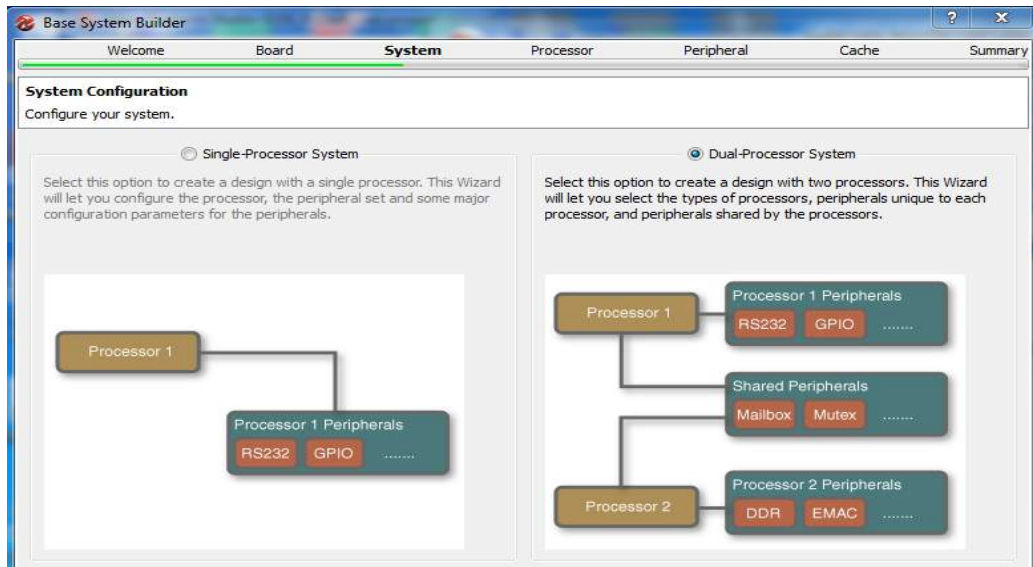 Base System Builder
? X
Welcome Board System Processor Peripheral Cache Summary
System Configuration
Configure your system.
Single-Processor System
Select this option to create a design with a single processor. This Wizard
will let you configure the processor, the peripheral set and some major
configuration parameters for the peripherals.
Processor 1
Processor 1 Peripherals
RS232 GPIO .......
Dual-Processor System
Select this option to create a design with two processors. This Wizard
will let you select the types of processors, peripherals unique to each
processor, and peripherals shared by the processors.
Processor 1
Processor 1 Peripherals
RS232 GPIO .......
Shared Peripherals
Mailbox Mutex .......
Processor 2
Processor 2 Peripherals
DDR EMAC .......